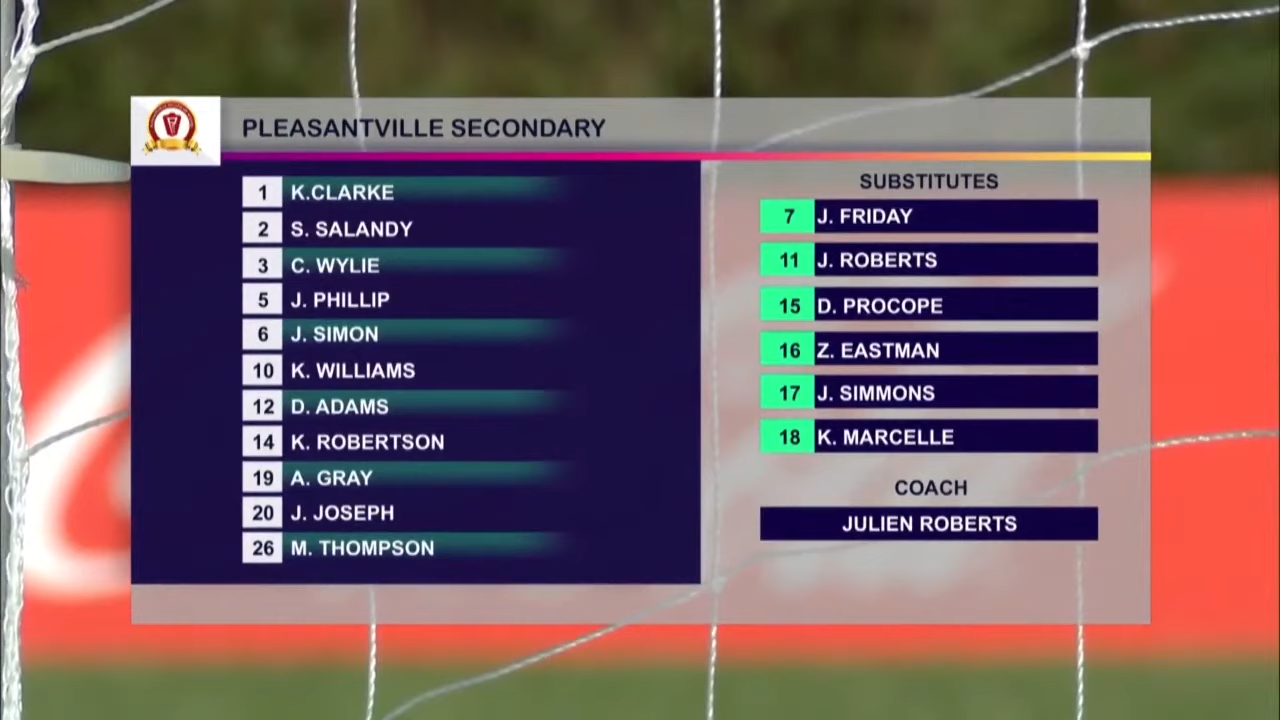 PLEASANTVILLE SECONDARY
1 K.CLARKE
2 S. SALANDY
3 C. WYLIE
5 J. PHILLIP
6 J. SIMON
10 K. WILLIAMS
12 D. ADAMS
14 K. ROBERTSON
19 A. GRAY
20 J. JOSEPH
26 M. THOMPSON
SUBSTITUTES
7 J. FRIDAY
11 J. ROBERTS
15 D. PROCOPE
16 Z. EASTMAN
17 J. SIMMONS
18 K. MARCELLE
COACH
JULIEN ROBERTS